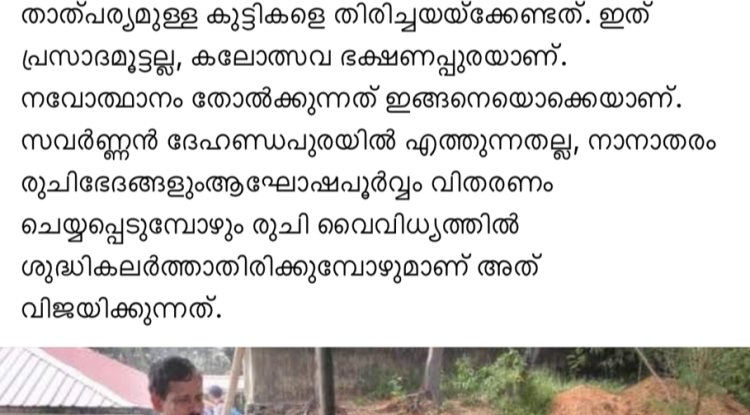 താത്പര്യമുള്ള കുട്ടികളെ തിരിച്ചയയ്ക്കേണ്ടത്. ഇത്
പ്രസാദമൂട്ടല്ല, കലോത്സവ ഭക്ഷണപ്പുരയാണ്.
നവോത്ഥാനം തോൽക്കുന്നത് ഇങ്ങനെയൊക്കെയാണ്.
സവർണ്ണൻ ദേഹണ്ഡപുരയിൽ എത്തുന്നതല്ല, നാനാതരം
രുചിഭേദങ്ങളുംആഘോഷപൂർവ്വം വിതരണം
ചെയ്യപ്പെടുമ്പോഴും രുചി വൈവിധ്യത്തിൽ
ശുദ്ധികലർത്താതിരിക്കുമ്പോഴുമാണ് അത്
വിജയിക്കുന്നത്.